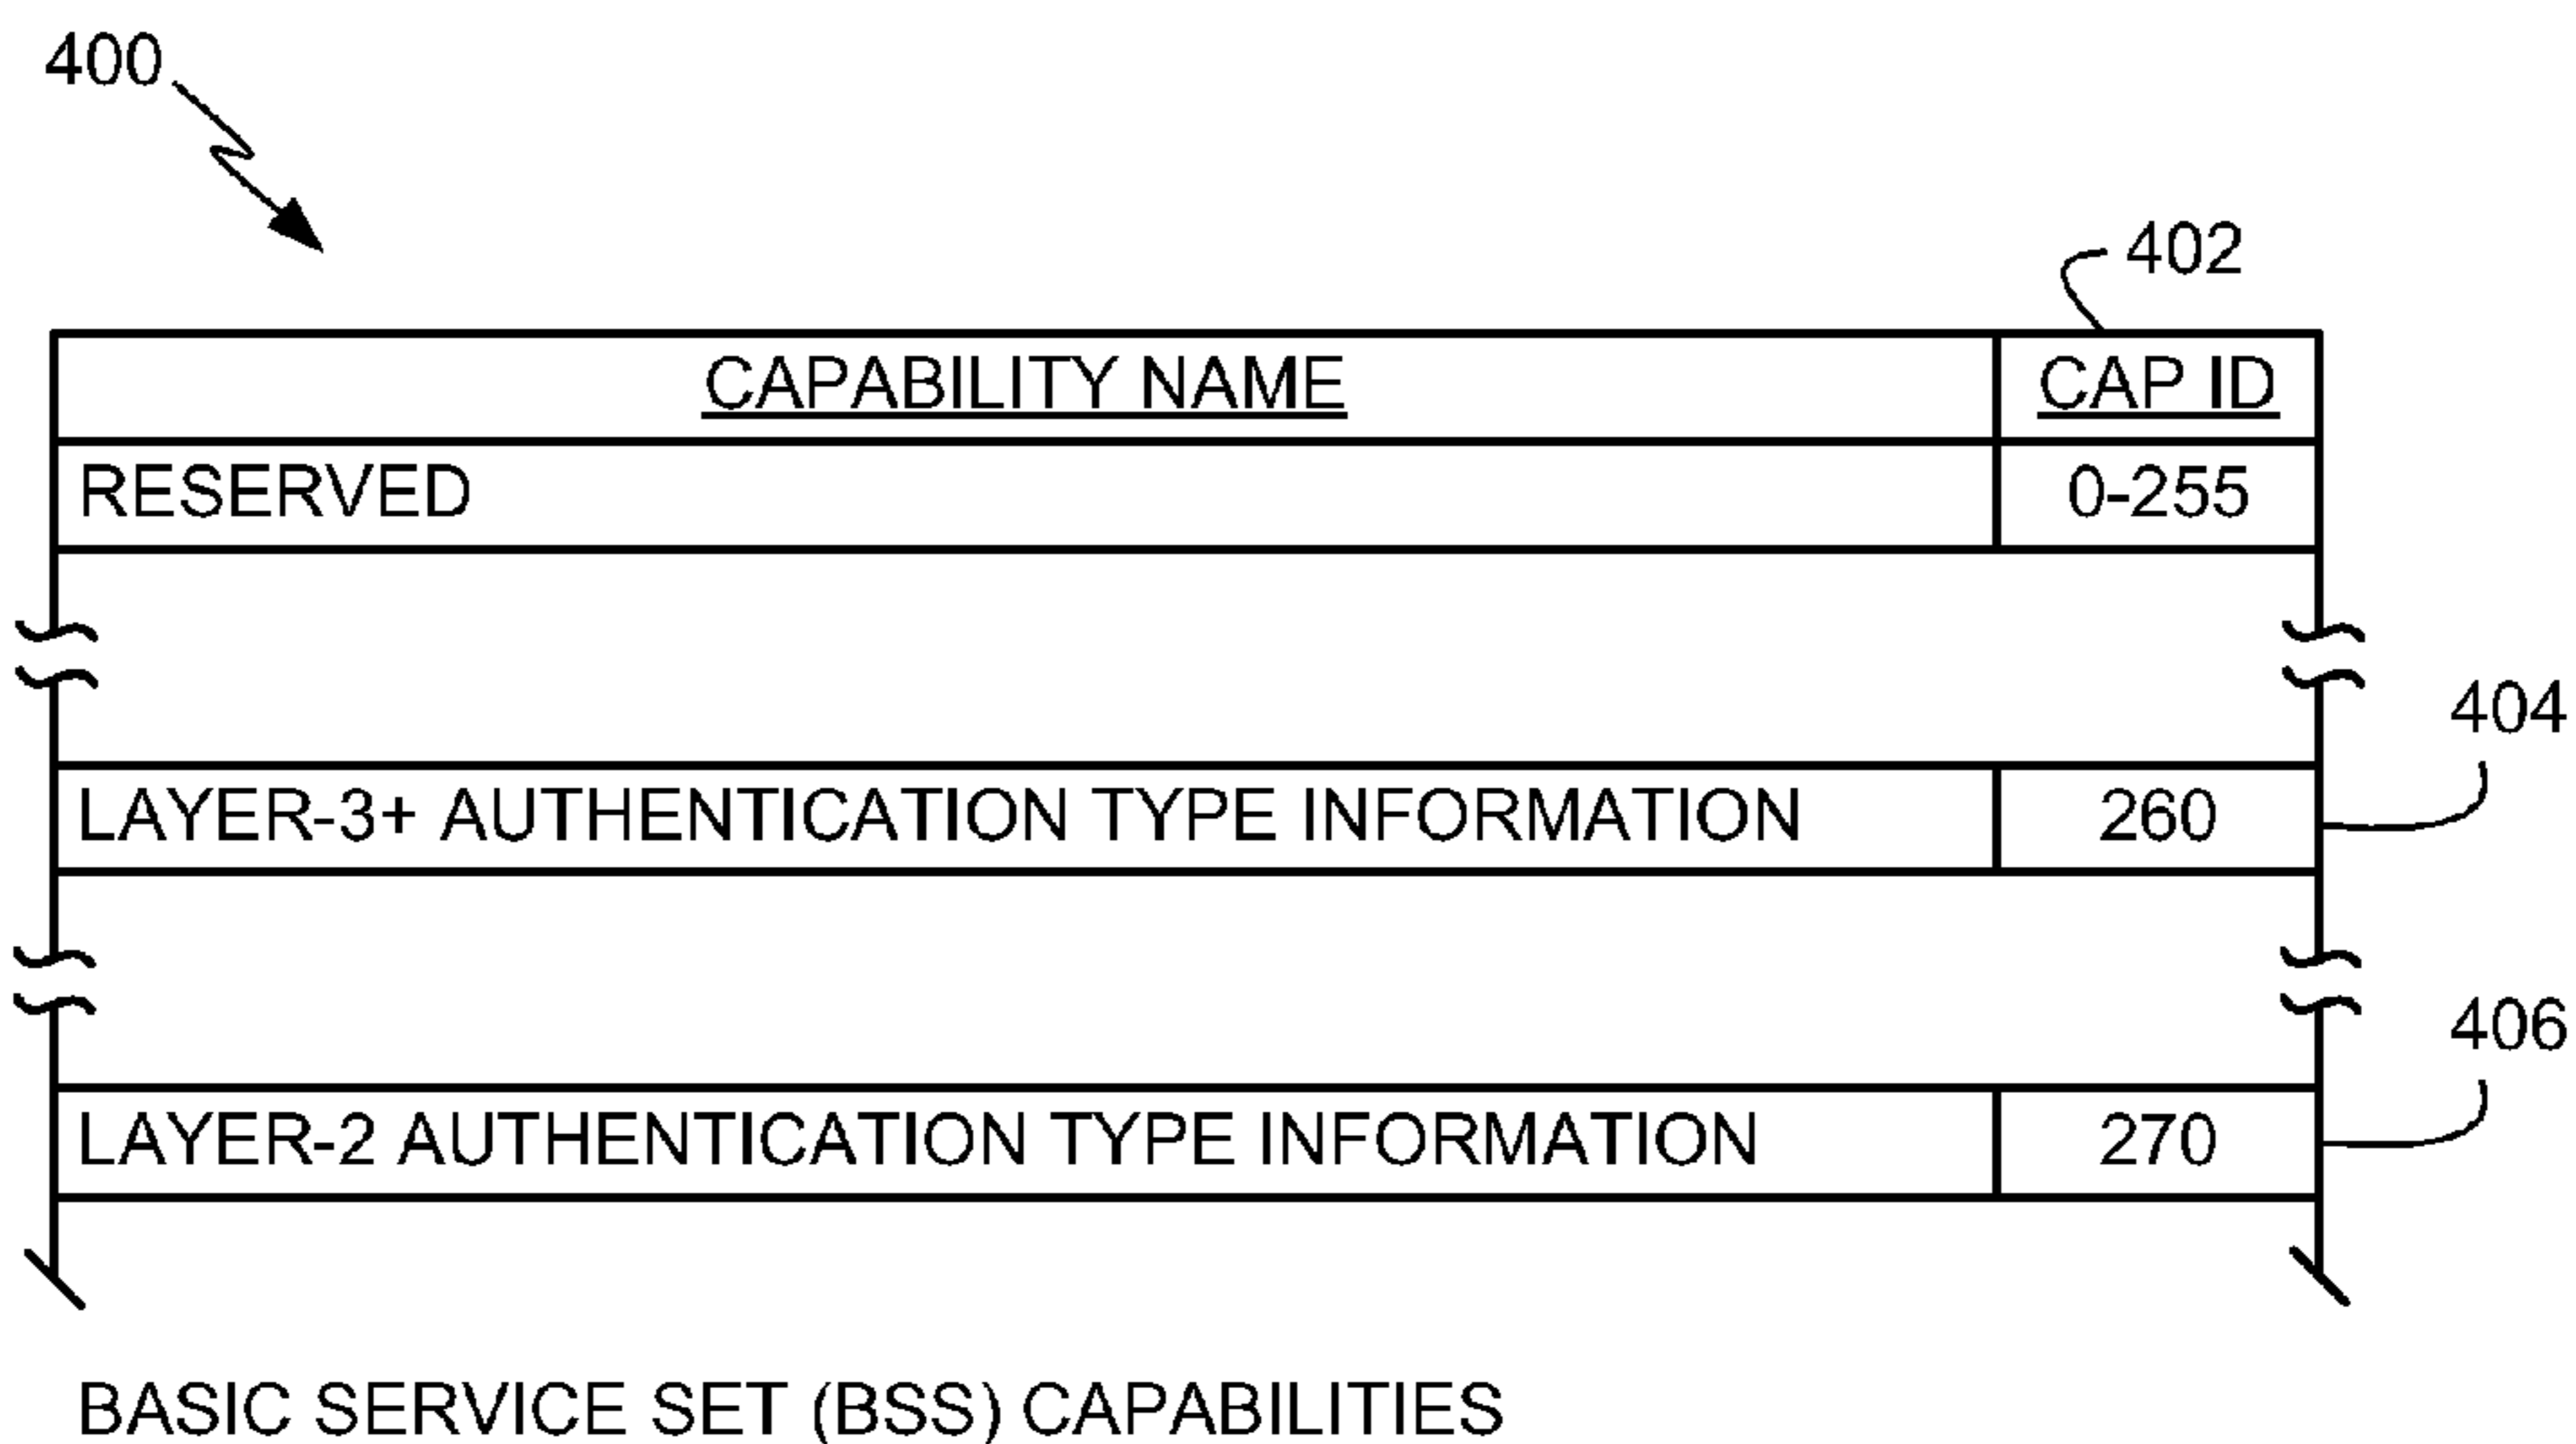 400
402
CAPABILITY NAME CAP ID
RESERVED 0-255
404
LAYER-3+ AUTHENTICATION TYPE INFORMATION 260
406
LAYER-2 AUTHENTICATION TYPE INFORMATION 270
BASIC SERVICE SET (BSS) CAPABILITIES